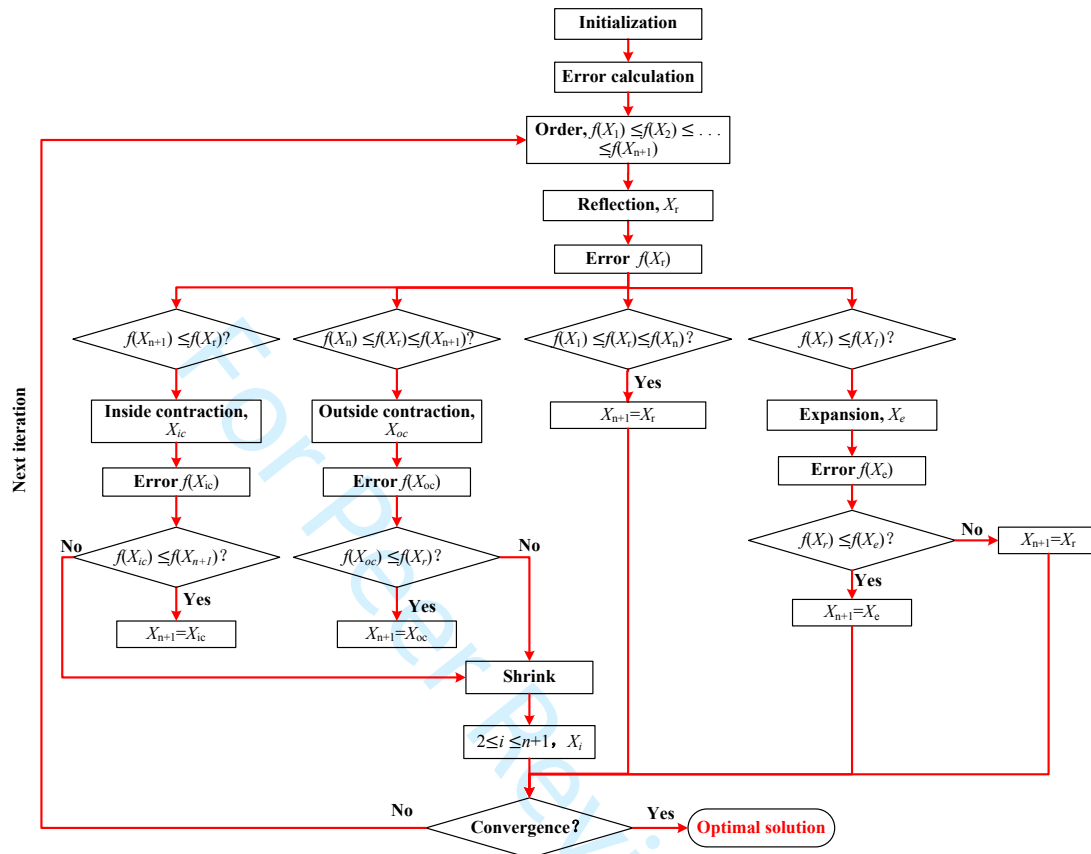 Initialization
Error calculation
Order, f(X1) ≤f(X2) ≤ . . .
≤f(Xn+1)
Reflection, Xr
Error f(Xr)
f(Xn+1) ≤f(Xr)?
f(Xn) ≤f(Xr)≤f(Xn+1)?
f(X1) ≤f(Xr)≤f(Xn)?
f(Xr) ≤f(X1)?
Yes
Inside contraction,
Xic
Outside contraction,
Xoc
Xn+1=Xr
Expansion, Xe
Error f(Xic)
Error f(Xoc)
Error f(Xe)
Next iteration
No
f(Xic) ≤f(Xn+1)?
f(Xoc) ≤f(Xr)?
No
f(Xr) ≤f(Xe)?
No
Xn+1=Xr
Yes
Yes
Yes
Xn+1=Xic
Xn+1=Xoc
Xn+1=Xe
Shrink
2≤i ≤n+1, Xi
No
Convergence?
Yes
Optimal solution
For Peer Revi